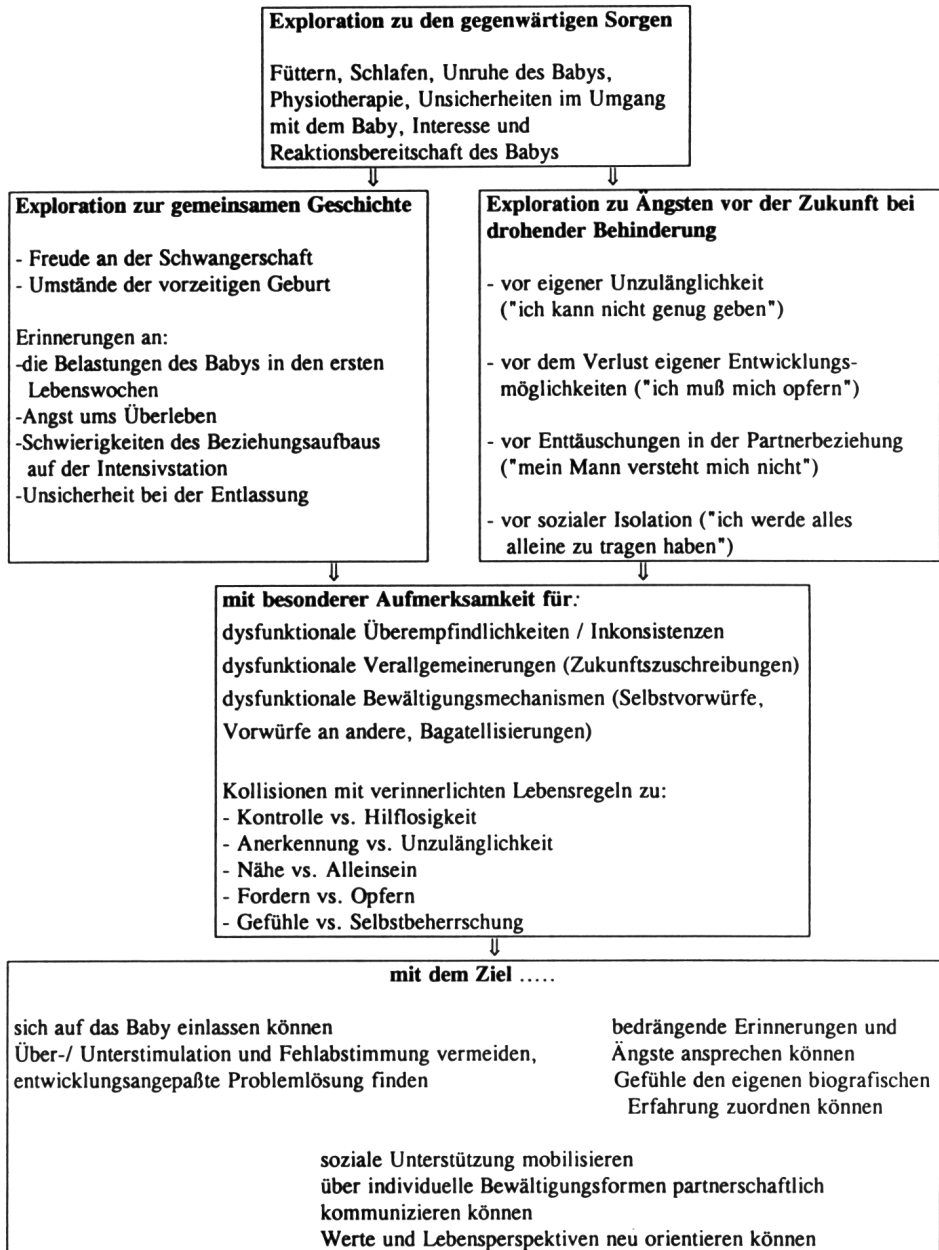 Exploration zu den gegenwärtigen Sorgen
Füttern, Schlafen, Unruhe des Babys,
Physiotherapie, Unsicherheiten im Umgang
mit dem Baby, Interesse und
Reaktionsbereitschaft des Babys
⇓ ⇓
Exploration zur gemeinsamen Geschichte
- Freude an der Schwangerschaft
- Umstände der vorzeitigen Geburt
Erinnerungen an:
-die Belastungen des Babys in den ersten
Lebenswochen
-Angst ums Überleben
-Schwierigkeiten des Beziehungsaufbaus
auf der Intensivstation
-Unsicherheit bei der Entlassung
Exploration zu Ängsten vor der Zukunft bei
drohender Behinderung
- vor eigener Unzulänglichkeit
("ich kann nicht genug geben")
- vor dem Verlust eigener Entwicklungs-
möglichkeiten ("ich muß mich opfern")
- vor Enttäuschungen in der Partnerbeziehung
("mein Mann versteht mich nicht")
- vor sozialer Isolation ("ich werde alles
alleine zu tragen haben")
⇓ ⇓
mit besonderer Aufmerksamkeit für:
dysfunktionale Überempfindlichkeiten / Inkonsistenzen
dysfunktionale Verallgemeinerungen (Zukunftszuschreibungen)
dysfunktionale Bewältigungsmechanismen (Selbstvorwürfe,
Vorwürfe an andere, Bagatellisierungen)
Kollisionen mit verinnerlichten Lebensregeln zu:
- Kontrolle vs. Hilflosigkeit
- Anerkennung vs. Unzulänglichkeit
- Nähe vs. Alleinsein
- Fordern vs. Opfern
- Gefühle vs. Selbstbeherrschung
⇓
mit dem Ziel .....
sich auf das Baby einlassen können
Über-/ Unterstimulation und Fehlabstimmung vermeiden,
entwicklungsangepaßte Problemlösung finden
bedrängende Erinnerungen und
Ängste ansprechen können
Gefühle den eigenen biografischen
Erfahrung zuordnen können
soziale Unterstützung mobilisieren
über individuelle Bewältigungsformen partnerschaftlich
kommunizieren können
Werte und Lebensperspektiven neu orientieren können